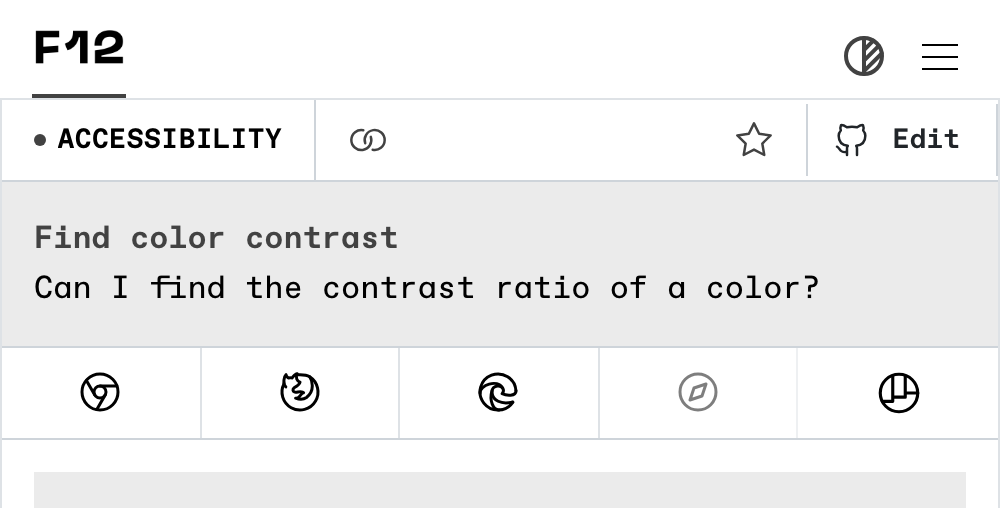 F12
ACCESSIBILITY
Edit
Find color contrast
Can I find the contrast ratio of a color?